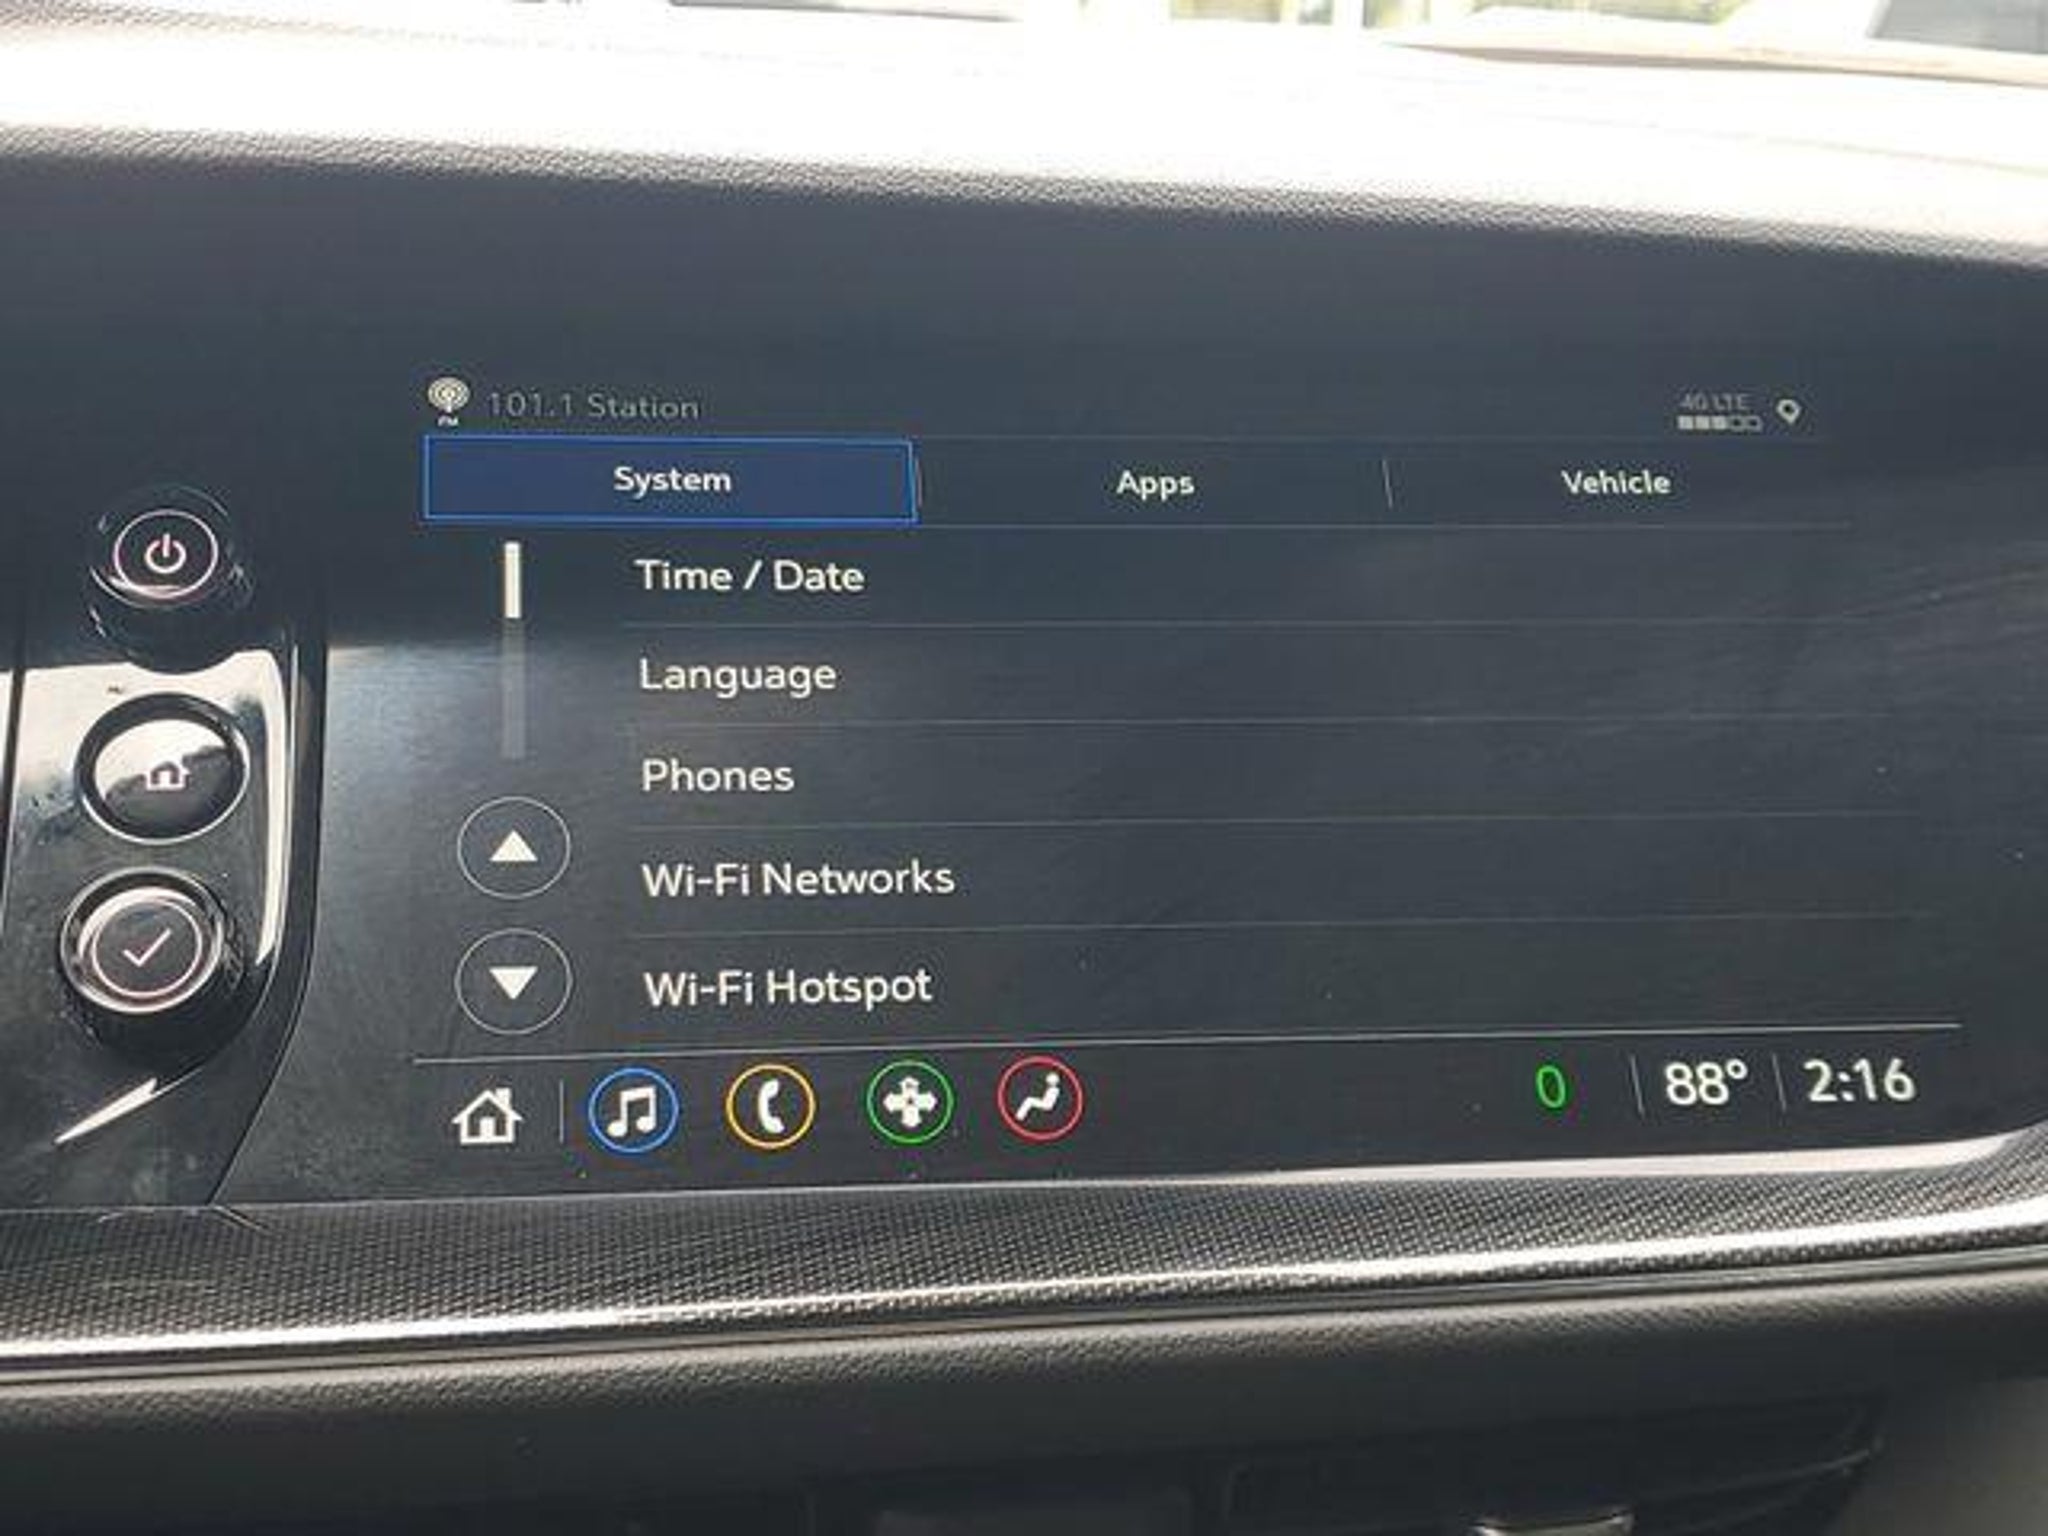 101.1 Station
4G LTE
FM
System
Apps
Vehicle
Time / Date
Language
Phones
Wi-Fi Networks
Wi-Fi Hotspot
0
88°
2:16